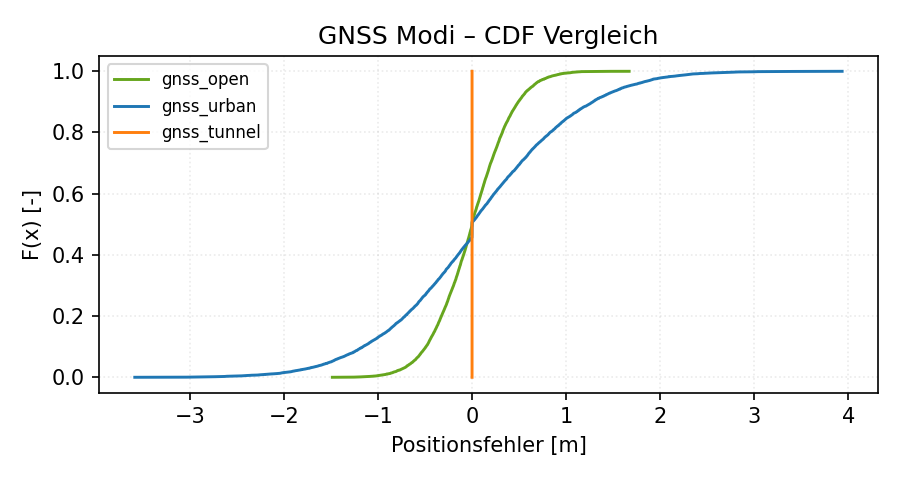 GNSS Modi – CDF Vergleich
gnss_open
gnss_urban
gnss_tunnel
F(x) [-]
1.0
0.8
0.6
0.4
0.2
0.0
−3 −2 −1 0 1 2 3 4
Positionsfehler [m]